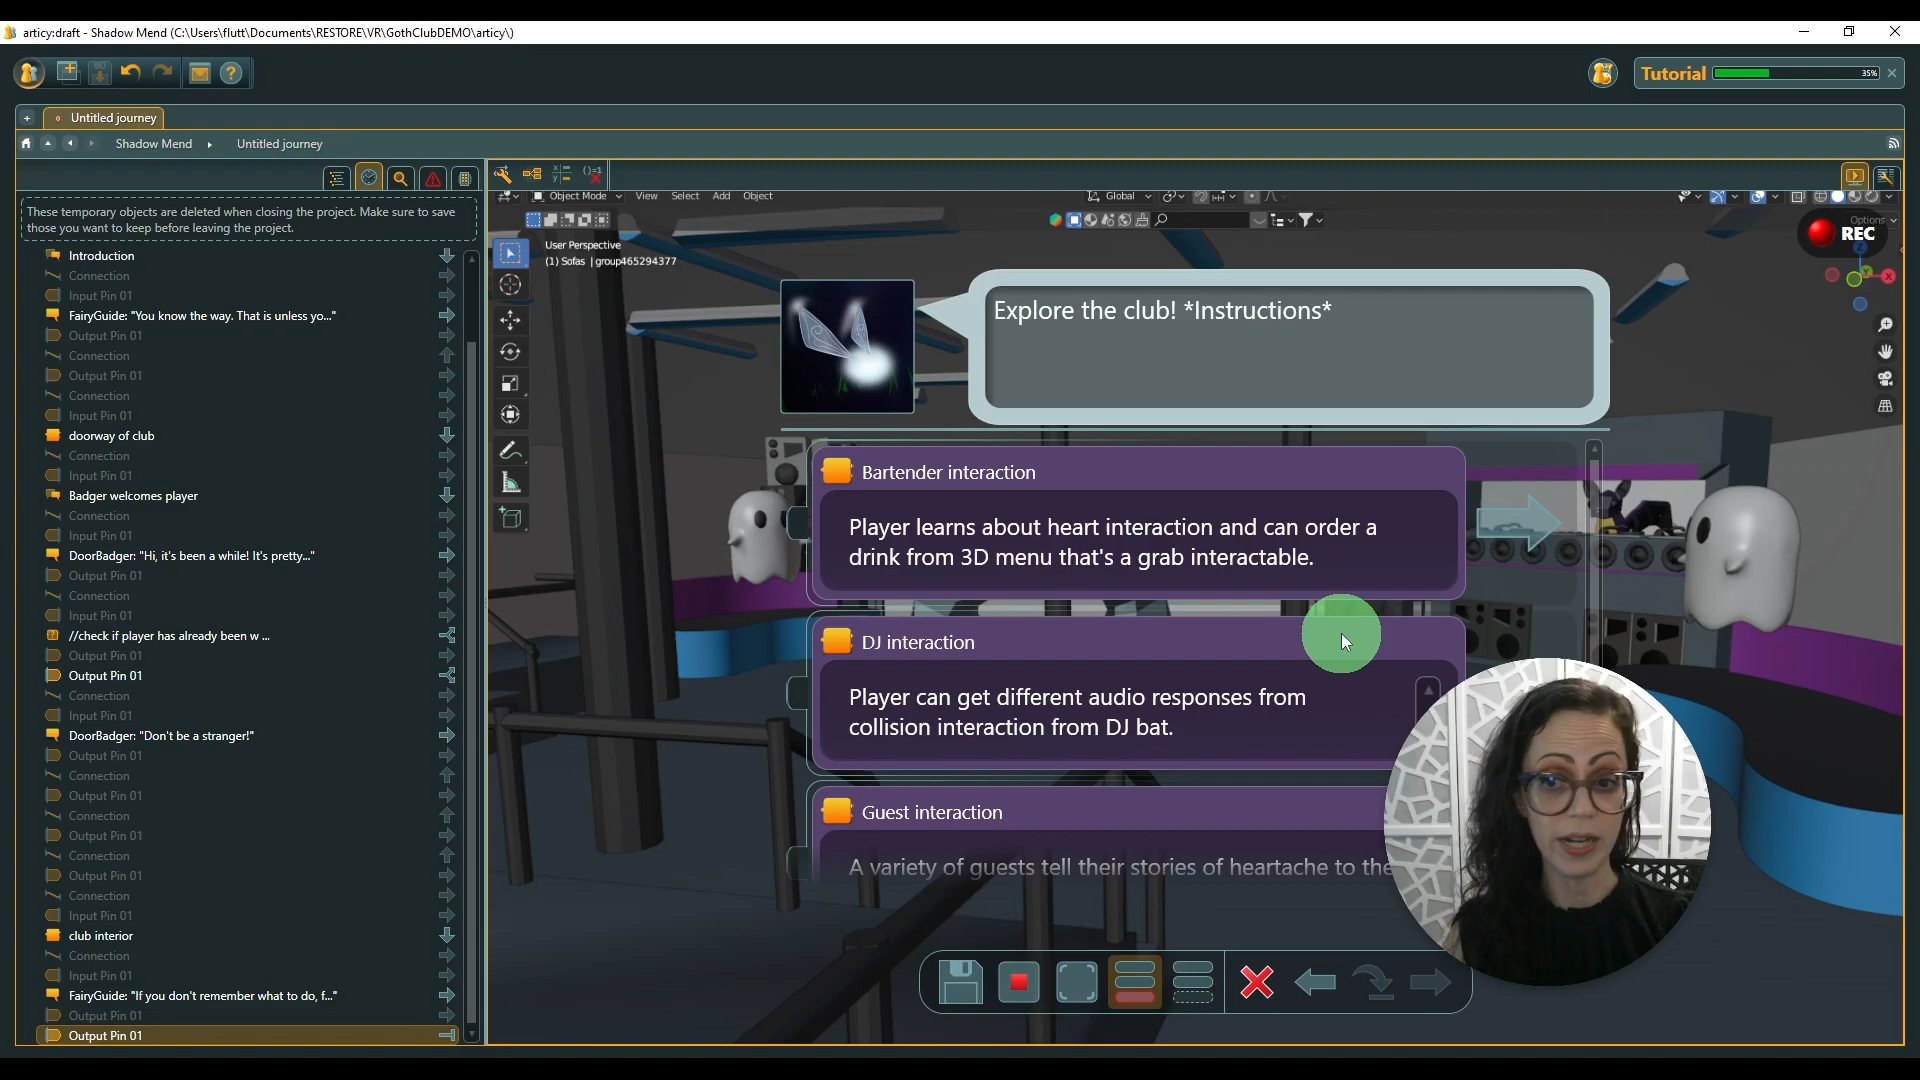 articy:draft - Shadow Mend (C:\Users\flutt\Documents\RESTORE\VR\GothClubDEMO\articy\)
Tutorial 35%
Untitled journey
Shadow Mend Untitled journey
These temporary objects are deleted when closing the project. Make sure to save
those you want to keep before leaving the project.
Introduction
Connection
Input Pin 01
FairyGuide: "You know the way. That is unless yo..."
Output Pin 01
Connection
Output Pin 01
Connection
Input Pin 01
doorway of club
Connection
Input Pin 01
Badger welcomes player
Connection
Input Pin 01
DoorBadger: "Hi, it's been a while! It's pretty..."
Output Pin 01
Connection
Input Pin 01
//check if player has already been w ...
Output Pin 01
Output Pin 01
Connection
Input Pin 01
DoorBadger: "Don't be a stranger!"
Output Pin 01
Connection
Output Pin 01
Connection
Output Pin 01
Connection
Output Pin 01
Connection
Input Pin 01
club interior
Connection
Input Pin 01
FairyGuide: "If you don't remember what to do, f..."
Output Pin 01
Output Pin 01
Object Mode View Select Add Object Global
Options
User Perspective
(1) Sofas | group465294377
REC
Explore the club! *Instructions*
Bartender interaction
Player learns about heart interaction and can order a
drink from 3D menu that's a grab interactable.
DJ interaction
Player can get different audio responses from
collision interaction from DJ bat.
Guest interaction
A variety of guests tell their stories of heartache to the